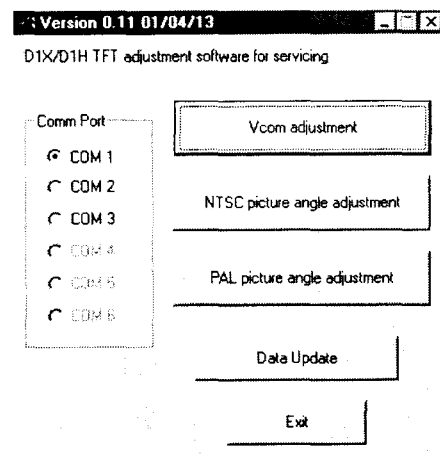 Version 0.11 01/04/13
D1X/D1H TFT adjustment software for servicing
Comm Port
COM 1
COM 2
COM 3
COM 4
COM 5
COM 6
Vcom adjustment
NTSC picture angle adjustment
PAL picture angle adjustment
Data Update
Exit